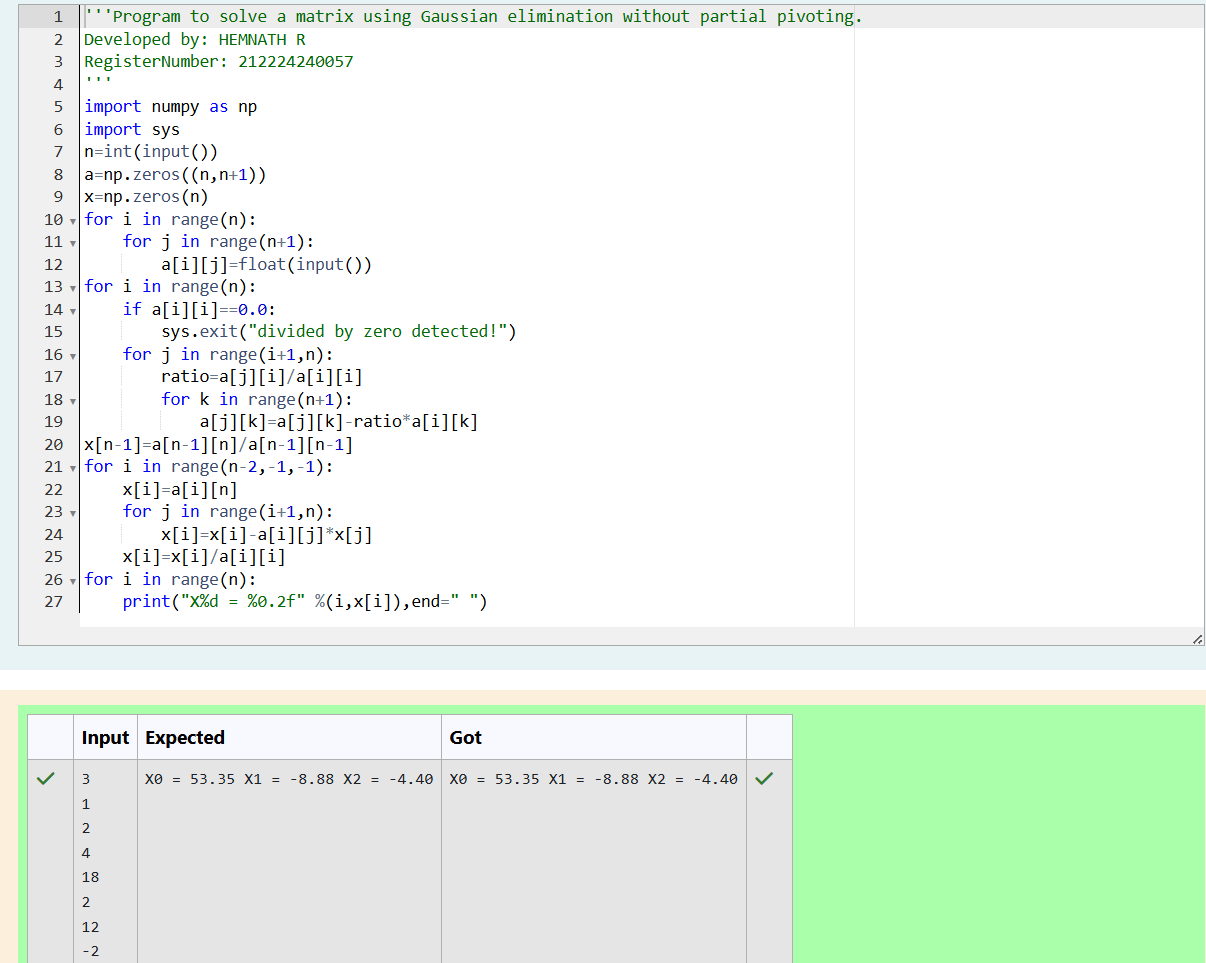 1 '''Program to solve a matrix using Gaussian elimination without partial pivoting.
2 Developed by: HEMNATH R
3 RegisterNumber: 212224240057
4 '''
5 import numpy as np
6 import sys
7 n=int(input())
8 a=np.zeros((n,n+1))
9 x=np.zeros(n)
10 for i in range(n):
11     for j in range(n+1):
12         a[i][j]=float(input())
13 for i in range(n):
14     if a[i][i]==0.0:
15         sys.exit("divided by zero detected!")
16     for j in range(i+1,n):
17         ratio=a[j][i]/a[i][i]
18         for k in range(n+1):
19             a[j][k]=a[j][k]-ratio*a[i][k]
20 x[n-1]=a[n-1][n]/a[n-1][n-1]
21 for i in range(n-2,-1,-1):
22     x[i]=a[i][n]
23     for j in range(i+1,n):
24         x[i]=x[i]-a[i][j]*x[j]
25     x[i]=x[i]/a[i][i]
26 for i in range(n):
27     print("X%d = %0.2f" %(i,x[i]),end=" ")
Input Expected Got
3 X0 = 53.35 X1 = -8.88 X2 = -4.40 X0 = 53.35 X1 = -8.88 X2 = -4.40
1
2
4
18
2
12
-2